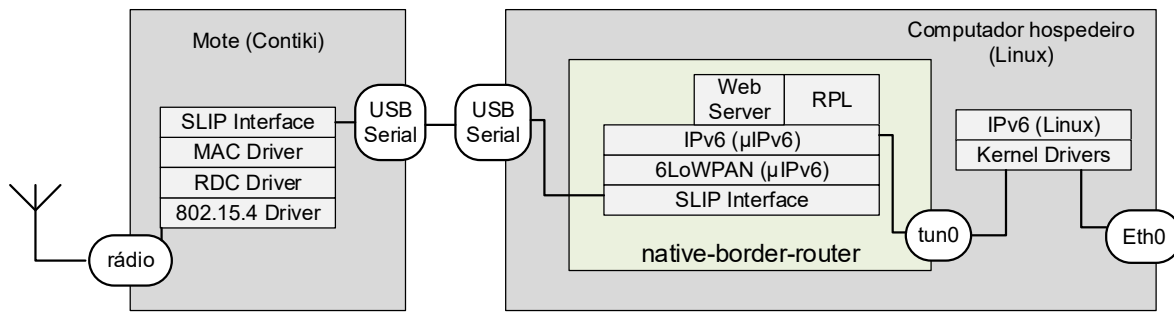 Mote (Contiki)
SLIP Interface
MAC Driver
RDC Driver
802.15.4 Driver
rádio
USB
Serial
USB
Serial
Computador hospedeiro
(Linux)
Web
Server
RPL
IPv6 (µIPv6)
6LoWPAN (µIPv6)
SLIP Interface
native-border-router
tun0
IPv6 (Linux)
Kernel Drivers
Eth0